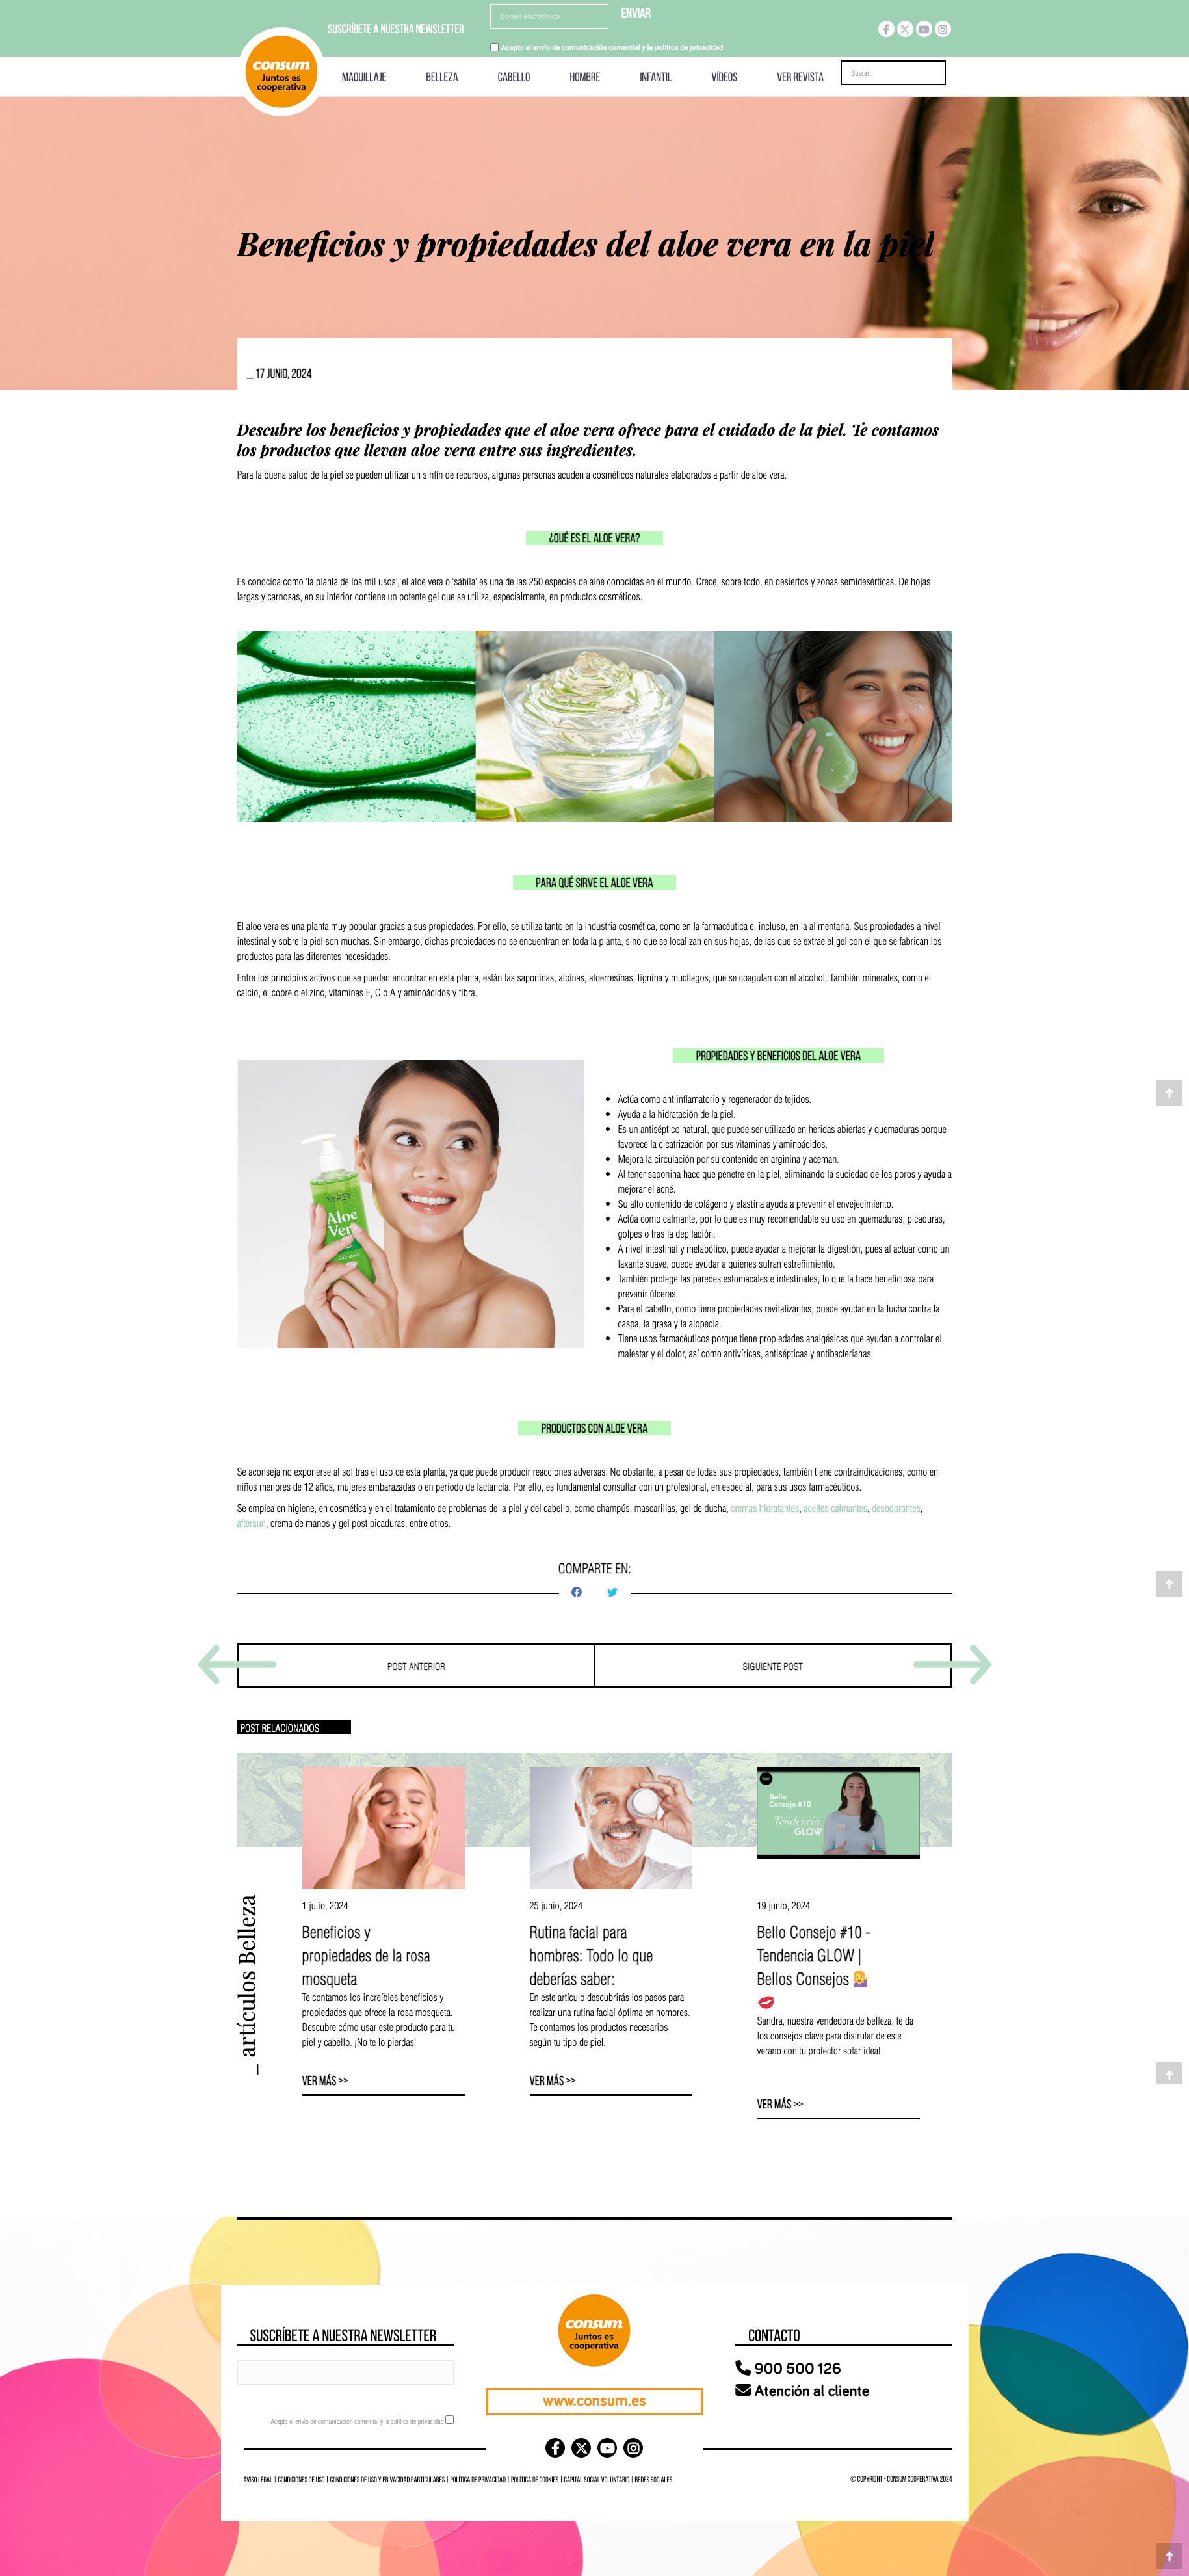 SUSCRÍBETE A NUESTRA NEWSLETTER
Correo electrónico
ENVIAR
Acepto el envío de comunicación comercial y la política de privacidad
consum
Juntos es
cooperativa
MAQUILLAJE
BELLEZA
CABELLO
HOMBRE
INFANTIL
VÍDEOS
VER REVISTA
Buscar...
Beneficios y propiedades del aloe vera en la piel
_ 17 JUNIO, 2024
Descubre los beneficios y propiedades que el aloe vera ofrece para el cuidado de la piel. Te contamos
los productos que llevan aloe vera entre sus ingredientes.
Para la buena salud de la piel se pueden utilizar un sinfín de recursos, algunas personas acuden a cosméticos naturales elaborados a partir de aloe vera.
¿QUÉ ES EL ALOE VERA?
Es conocida como ‘la planta de los mil usos’, el aloe vera o ‘sábila’ es una de las 250 especies de aloe conocidas en el mundo. Crece, sobre todo, en desiertos y zonas semidesérticas. De hojas
largas y carnosas, en su interior contiene un potente gel que se utiliza, especialmente, en productos cosméticos.
PARA QUÉ SIRVE EL ALOE VERA
El aloe vera es una planta muy popular gracias a sus propiedades. Por ello, se utiliza tanto en la industria cosmética, como en la farmacéutica e, incluso, en la alimentaria. Sus propiedades a nivel
intestinal y sobre la piel son muchas. Sin embargo, dichas propiedades no se encuentran en toda la planta, sino que se localizan en sus hojas, de las que se extrae el gel con el que se fabrican los
productos para las diferentes necesidades.
Entre los principios activos que se pueden encontrar en esta planta, están las saponinas, aloínas, aloerresinas, lignina y mucílagos, que se coagulan con el alcohol. También minerales, como el
calcio, el cobre o el zinc, vitaminas E, C o A y aminoácidos y fibra.
KYREY
Aloe
Vera
PROPIEDADES Y BENEFICIOS DEL ALOE VERA
Actúa como antiinflamatorio y regenerador de tejidos.
Ayuda a la hidratación de la piel.
Es un antiséptico natural, que puede ser utilizado en heridas abiertas y quemaduras porque
favorece la cicatrización por sus vitaminas y aminoácidos.
Mejora la circulación por su contenido en arginina y aceman.
Al tener saponina hace que penetre en la piel, eliminando la suciedad de los poros y ayuda a
mejorar el acné.
Su alto contenido de colágeno y elastina ayuda a prevenir el envejecimiento.
Actúa como calmante, por lo que es muy recomendable su uso en quemaduras, picaduras,
golpes o tras la depilación.
A nivel intestinal y metabólico, puede ayudar a mejorar la digestión, pues al actuar como un
laxante suave, puede ayudar a quienes sufran estreñimiento.
También protege las paredes estomacales e intestinales, lo que la hace beneficiosa para
prevenir úlceras.
Para el cabello, como tiene propiedades revitalizantes, puede ayudar en la lucha contra la
caspa, la grasa y la alopecia.
Tiene usos farmacéuticos porque tiene propiedades analgésicas que ayudan a controlar el
malestar y el dolor, así como antivíricas, antisépticas y antibacterianas.
PRODUCTOS CON ALOE VERA
Se aconseja no exponerse al sol tras el uso de esta planta, ya que puede producir reacciones adversas. No obstante, a pesar de todas sus propiedades, también tiene contraindicaciones, como en
niños menores de 12 años, mujeres embarazadas o en periodo de lactancia. Por ello, es fundamental consultar con un profesional, en especial, para sus usos farmacéuticos.
Se emplea en higiene, en cosmética y en el tratamiento de problemas de la piel y del cabello, como champús, mascarillas, gel de ducha, cremas hidratantes, aceites calmantes, desodorantes,
aftersun, crema de manos y gel post picaduras, entre otros.
COMPARTE EN:
POST ANTERIOR
SIGUIENTE POST
POST RELACIONADOS
_ artículos Belleza
1 julio, 2024
Beneficios y
propiedades de la rosa
mosqueta
Te contamos los increíbles beneficios y
propiedades que ofrece la rosa mosqueta.
Descubre cómo usar este producto para tu
piel y cabello. ¡No te lo pierdas!
VER MÁS >>
25 junio, 2024
Rutina facial para
hombres: Todo lo que
deberías saber:
En este artículo descubrirás los pasos para
realizar una rutina facial óptima en hombres.
Te contamos los productos necesarios
según tu tipo de piel.
VER MÁS >>
Bello
Consejo #10
Tendencia
GLOW
19 junio, 2024
Bello Consejo #10 -
Tendencia GLOW |
Bellos Consejos 💁‍♀️
💋
Sandra, nuestra vendedora de belleza, te da
los consejos clave para disfrutar de este
verano con tu protector solar ideal.
VER MÁS >>
SUSCRÍBETE A NUESTRA NEWSLETTER
Acepto el envío de comunicación comercial y la política de privacidad
consum
Juntos es
cooperativa
www.consum.es
CONTACTO
900 500 126
Atención al cliente
AVISO LEGAL | CONDICIONES DE USO | CONDICIONES DE USO Y PRIVACIDAD PARTICULARES | POLÍTICA DE PRIVACIDAD | POLÍTICA DE COOKIES | CAPITAL SOCIAL VOLUNTARIO | REDES SOCIALES
© COPYRIGHT - CONSUM COOPERATIVA 2024